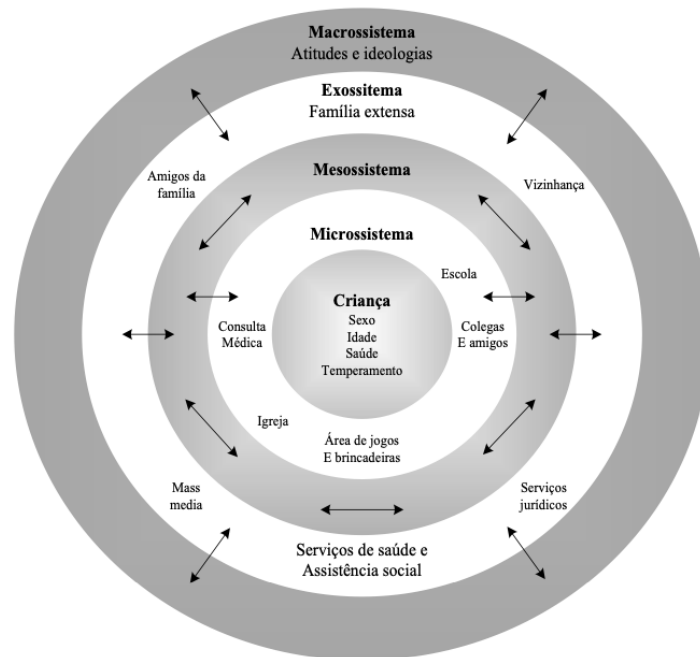 Macrossistema
Atitudes e ideologias
Exossitema
Família extensa
Amigos da
família
Mesossistema
Vizinhança
Microssistema
Escola
Criança
Sexo
Idade
Saúde
Temperamento
Consulta
Médica
Colegas
E amigos
Igreja
Área de jogos
E brincadeiras
Mass
media
Serviços
jurídicos
Serviços de saúde e
Assistência social